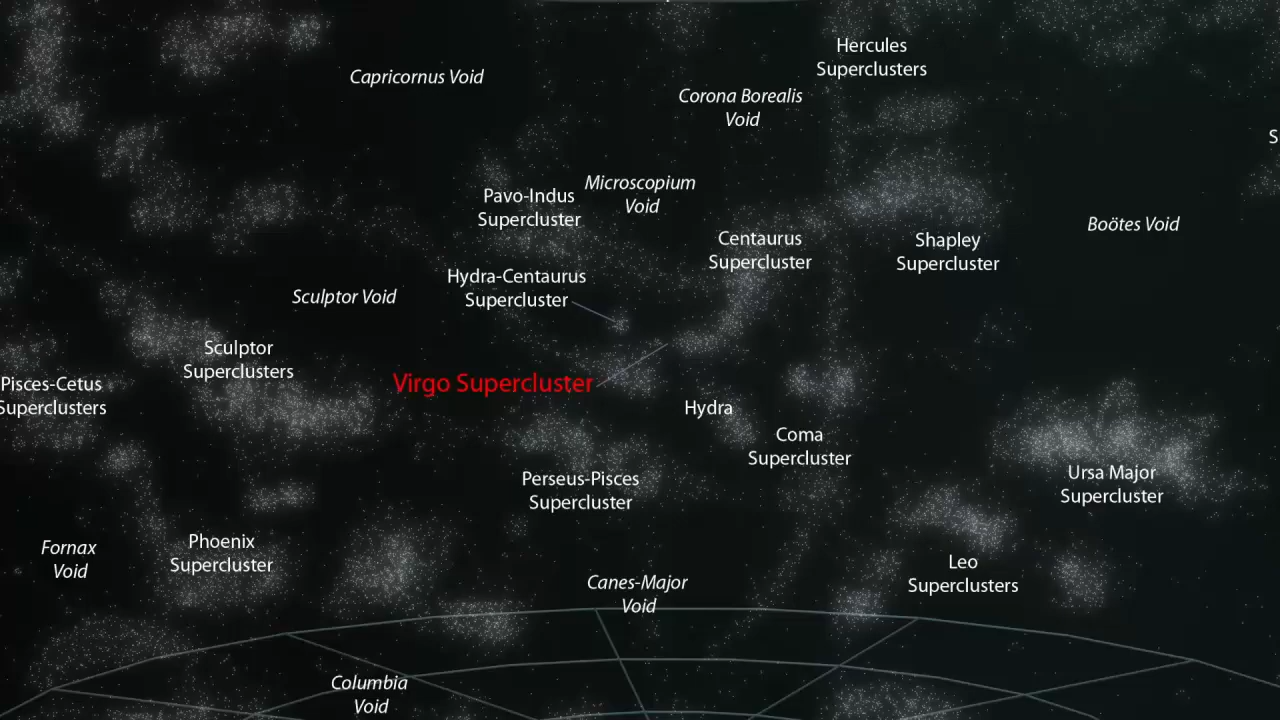 Hercules
Superclusters
Capricornus Void
Corona Borealis
Void
S
Microscopium
Void
Pavo-Indus
Supercluster
Boötes Void
Centaurus
Supercluster
Shapley
Supercluster
Hydra-Centaurus
Supercluster
Sculptor Void
Sculptor
Superclusters
Pisces-Cetus
Superclusters
Virgo Supercluster
Hydra
Coma
Supercluster
Perseus-Pisces
Supercluster
Ursa Major
Supercluster
Fornax
Void
Phoenix
Supercluster
Leo
Superclusters
Canes-Major
Void
Columbia
Void